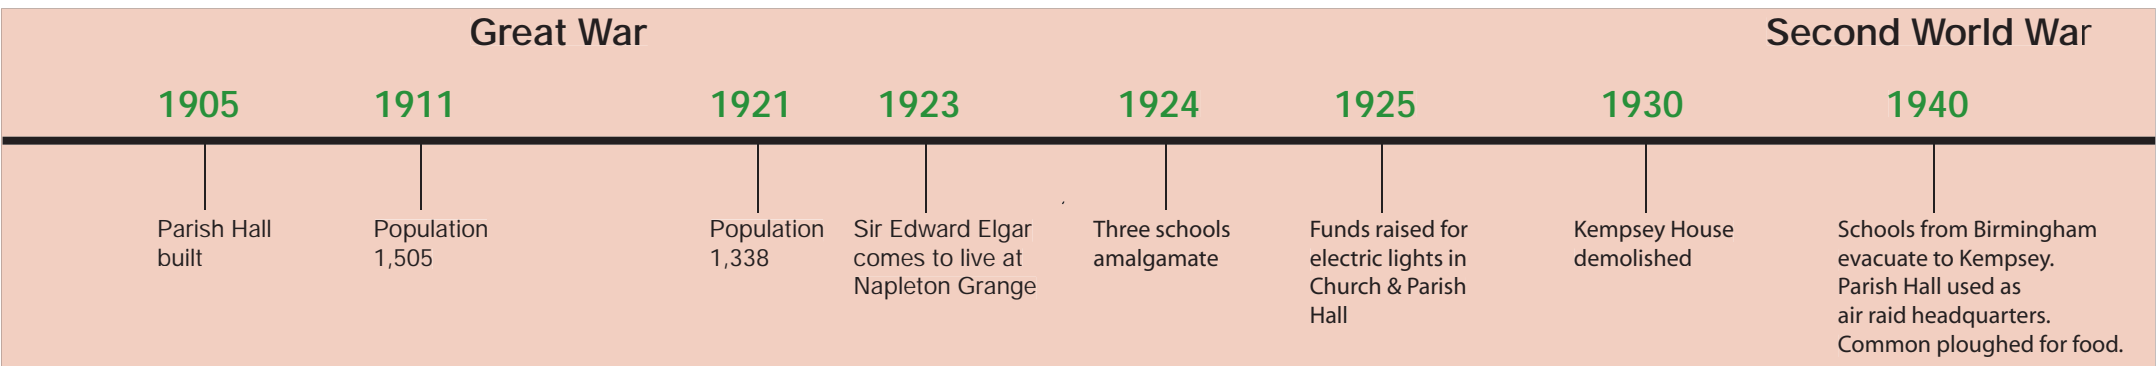 Great War
Second World War
1905
1911
1921
1923
1924
1925
1930
1940
Parish Hall
built
Population
1,505
Population
1,338
Sir Edward Elgar
comes to live at
Napleton Grange
Three schools
amalgamate
Funds raised for
electric lights in
Church & Parish
Hall
Kempsey House
demolished
Schools from Birmingham
evacuate to Kempsey.
Parish Hall used as
air raid headquarters.
Common ploughed for food.